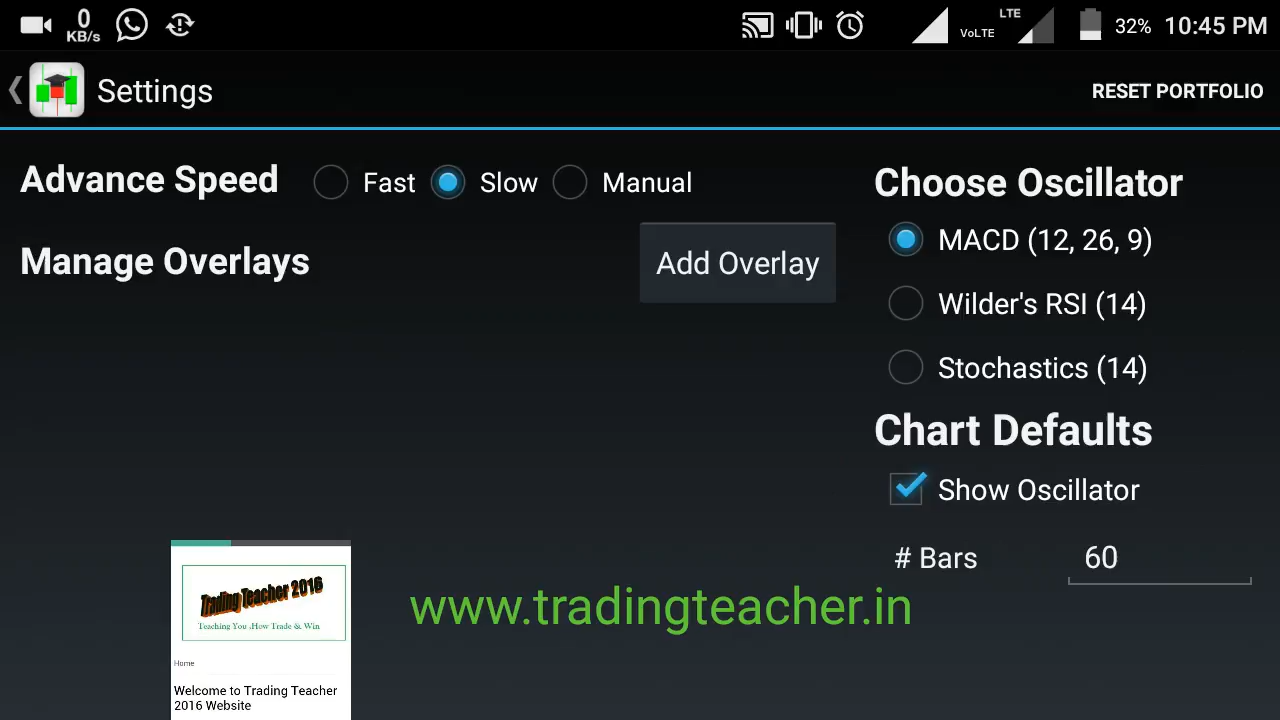 0
KB/s
VoLTE
LTE
32%
10:45 PM
Settings
RESET PORTFOLIO
Advance Speed
Fast
Slow
Manual
Manage Overlays
Add Overlay
Choose Oscillator
MACD (12, 26, 9)
Wilder's RSI (14)
Stochastics (14)
Chart Defaults
Show Oscillator
# Bars
60
Trading Teacher 2016
Teaching You ,How Trade & Win
Home
Welcome to Trading Teacher
2016 Website
www.tradingteacher.in